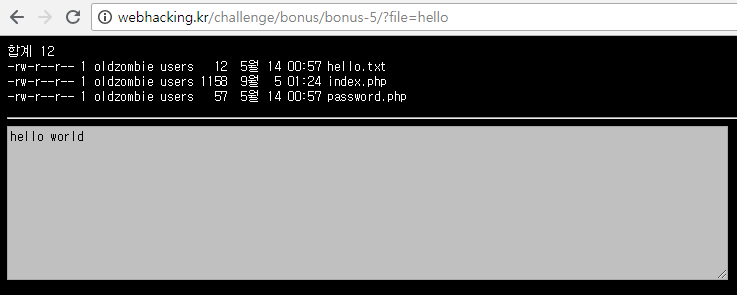 webhacking.kr/challenge/bonus/bonus-5/?file=hello
합계 12
-rw-r--r-- 1 oldzombie users   12  5월 14 00:57 hello.txt
-rw-r--r-- 1 oldzombie users 1158  9월  5 01:24 index.php
-rw-r--r-- 1 oldzombie users   57  5월 14 00:57 password.php
hello world